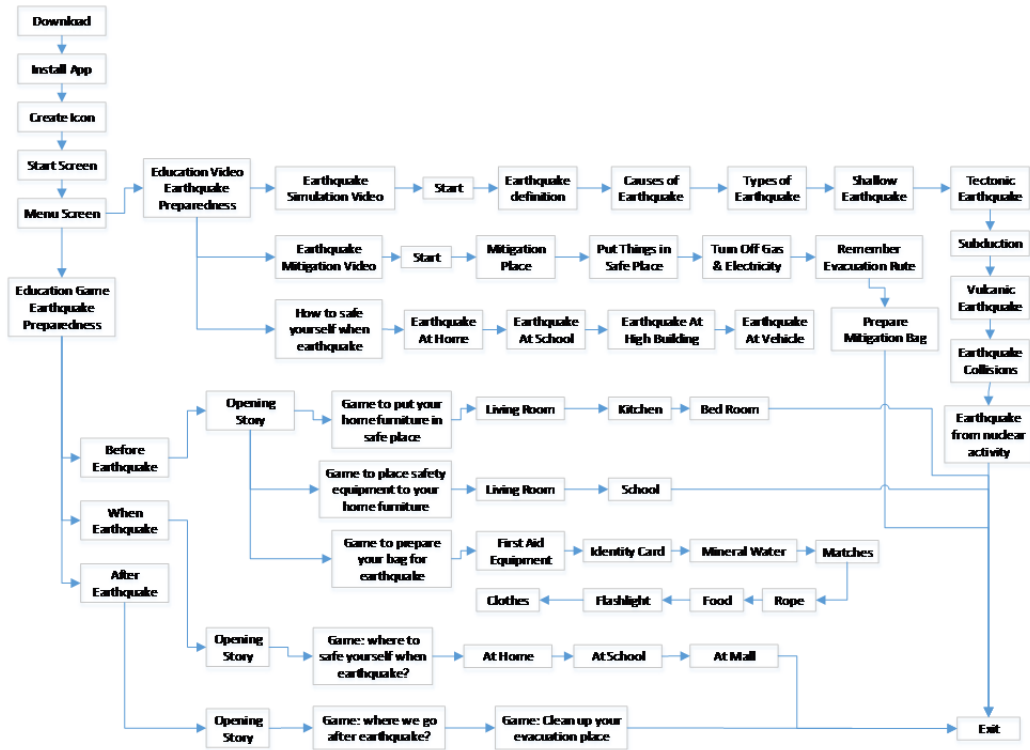 Download
Install App
Create Icon
Start Screen
Menu Screen
Education Video
Earthquake
Preparedness
Earthquake
Simulation Video
Start
Earthquake
definition
Causes of
Earthquake
Types of
Earthquake
Shallow
Earthquake
Tectonic
Earthquake
Subduction
Vulcanic
Earthquake
Earthquake
Collisions
Earthquake
from nuclear
activity
Earthquake
Mitigation Video
Start
Mitigation
Place
Put Things in
Safe Place
Turn Off Gas
& Electricity
Remember
Evacuation Rute
Prepare
Mitigation Bag
How to safe
yourself when
earthquake
Earthquake
At Home
Earthquake
At School
Earthquake At
High Building
Earthquake
At Vehicle
Education Game
Earthquake
Preparedness
Before
Earthquake
Opening
Story
Game to put your
home furniture in
safe place
Living Room
Kitchen
Bed Room
Game to place safety
equipment to your
home furniture
Living Room
School
Game to prepare
your bag for
earthquake
First Aid
Equipment
Identity Card
Mineral Water
Matches
Rope
Food
Flashlight
Clothes
When
Earthquake
Opening
Story
Game: where to
safe yourself when
earthquake?
At Home
At School
At Mall
After
Earthquake
Opening
Story
Game: where we go
after earthquake?
Game: Clean up your
evacuation place
Exit